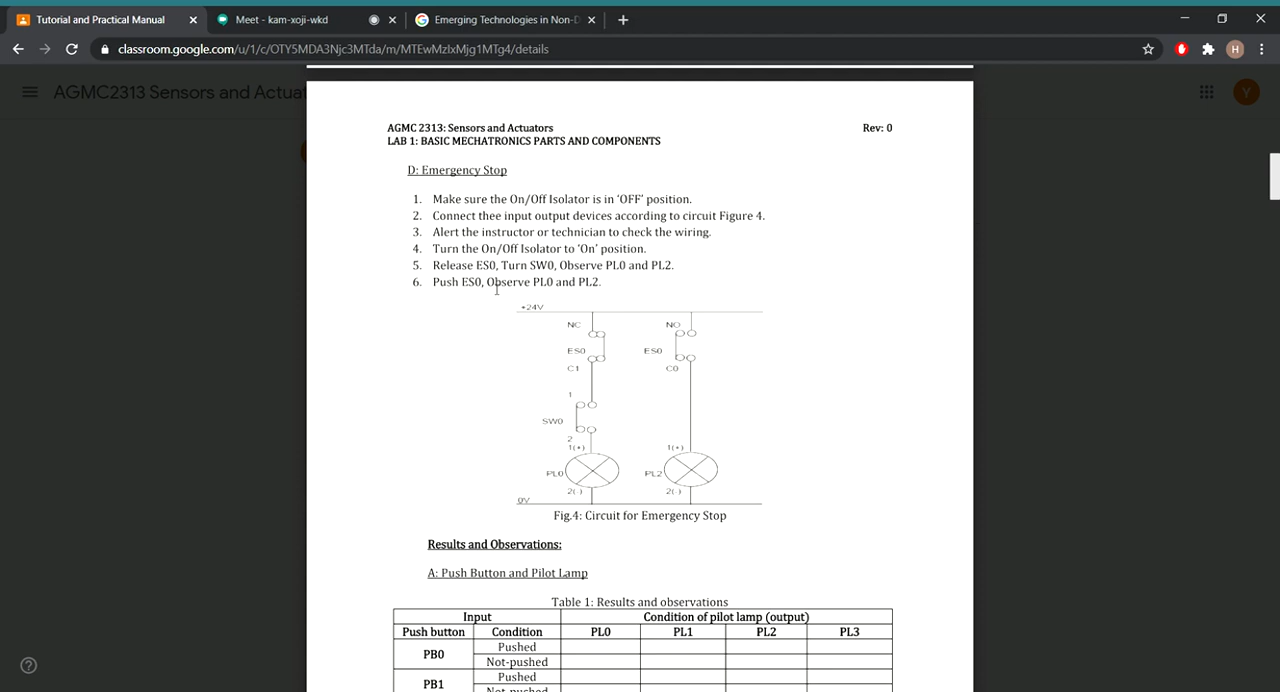 Tutorial and Practical Manual
Meet - kam-xoji-wkd
Emerging Technologies in Non-D
classroom.google.com/u/1/c/OTY5MDA3Njc3MTda/m/MTEwMzIxMjg1MTg4/details
H
AGMC2313 Sensors and Actuat
Y
AGMC 2313: Sensors and Actuators
Rev: 0
LAB 1: BASIC MECHATRONICS PARTS AND COMPONENTS
D: Emergency Stop
1. Make sure the On/Off Isolator is in ‘OFF’ position.
2. Connect thee input output devices according to circuit Figure 4.
3. Alert the instructor or technician to check the wiring.
4. Turn the On/Off Isolator to ‘On’ position.
5. Release ES0, Turn SW0, Observe PL0 and PL2.
6. Push ES0, Observe PL0 and PL2.
+24V
NC NO
ES0 ES0
C1 C0
1
SW0
2
1(+) 1(+)
PL0 PL2
2(-) 2(-)
0V
Fig.4: Circuit for Emergency Stop
Results and Observations:
A: Push Button and Pilot Lamp
Table 1: Results and observations
Input Condition of pilot lamp (output)
Push button Condition PL0 PL1 PL2 PL3
PB0
Pushed
Not-pushed
PB1
Pushed
Not-pushed